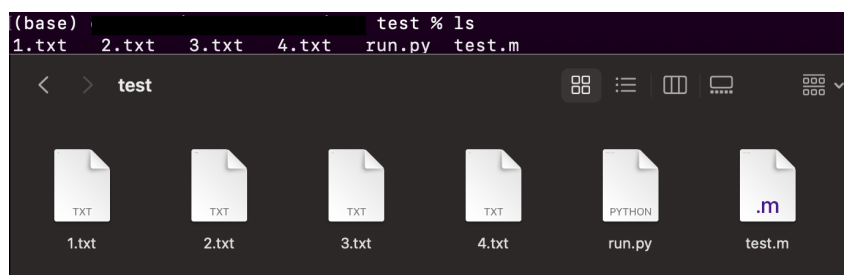 (base) test % ls
1.txt 2.txt 3.txt 4.txt run.py test.m
test
TXT TXT TXT TXT PYTHON .m
1.txt 2.txt 3.txt 4.txt run.py test.m